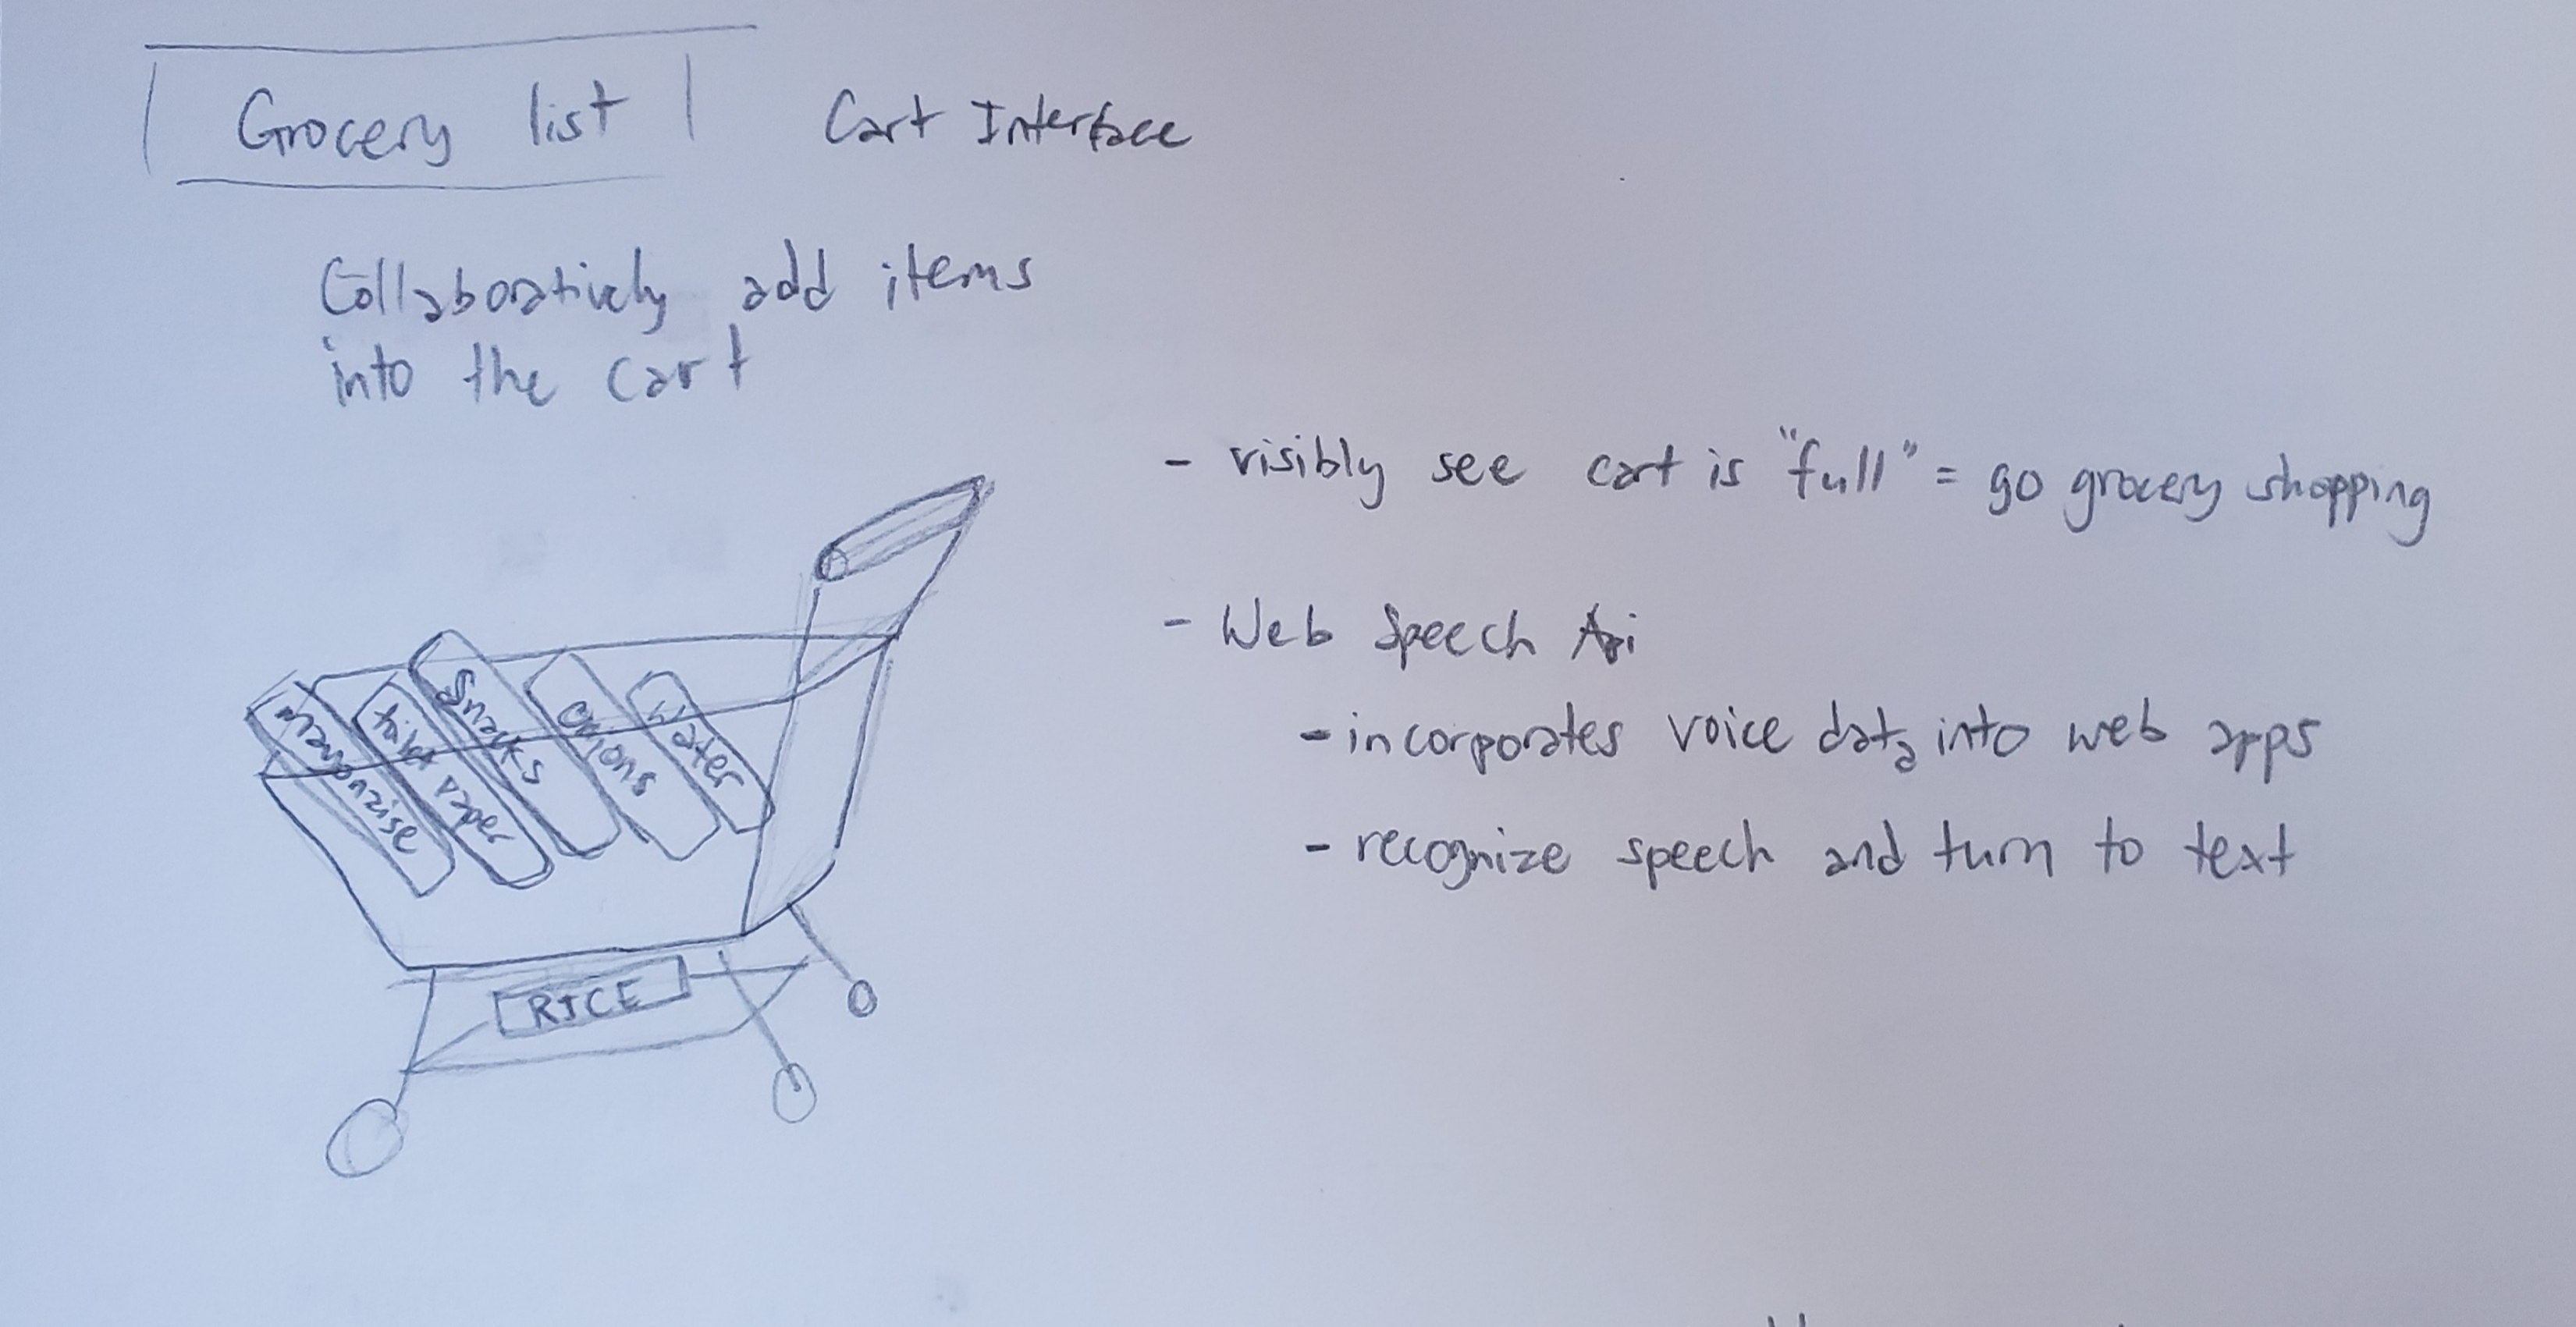 Grocery list
Cart Interface
Collaboratively add items
into the cart
- visibly see cart is "full" = go grocery shopping
- Web Speech Api
- incorporates voice data into web apps
- recognize speech and turn to text
Mayonaise
toilet paper
Snacks
Onions
Water
RICE